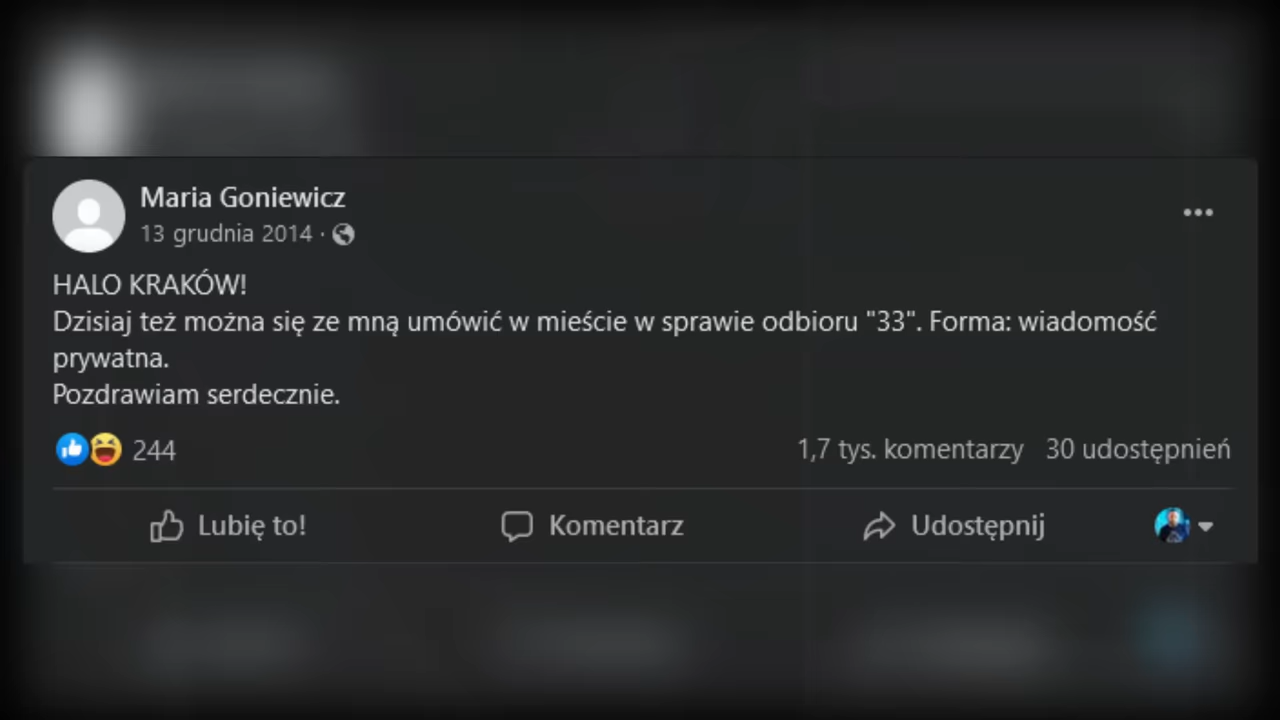 Maria Goniewicz
13 grudnia 2014 ·
HALO KRAKÓW!
Dzisiaj też można się ze mną umówić w mieście w sprawie odbioru "33". Forma: wiadomość
prywatna.
Pozdrawiam serdecznie.
244
1,7 tys. komentarzy 30 udostępnień
Lubię to! Komentarz Udostępnij